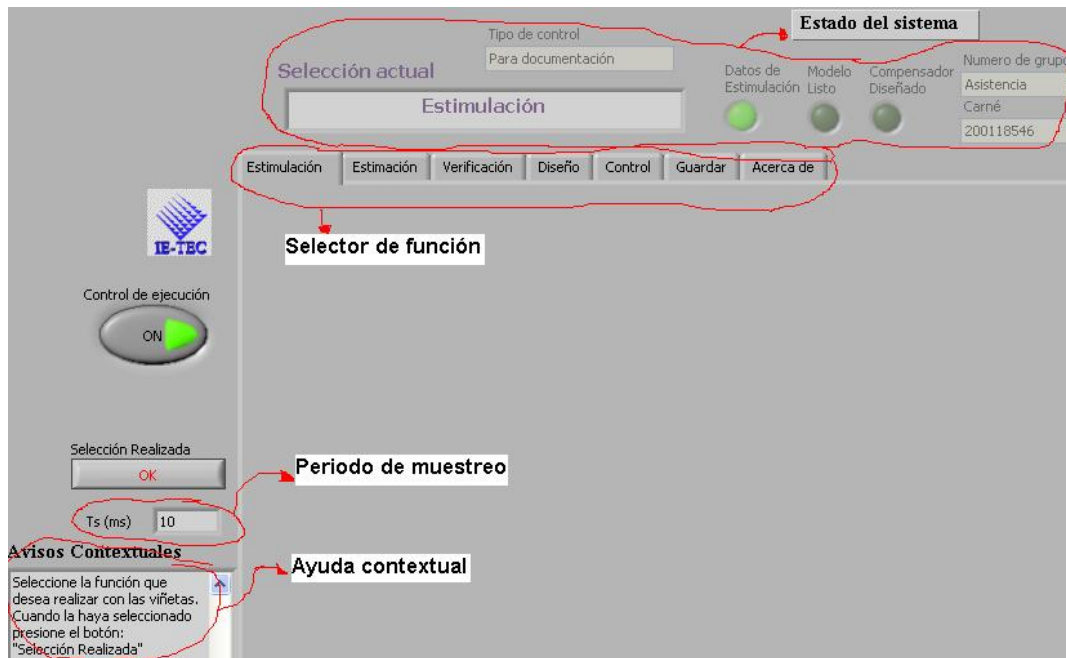 Estado del sistema
Tipo de control
Para documentación
Selección actual
Estimulación
Datos de Estimulación
Modelo Listo
Compensador Diseñado
Numero de grupo
Asistencia
Carné
200118546
Estimulación Estimación Verificación Diseño Control Guardar Acerca de
IE-TEC
Selector de función
Control de ejecución
ON
Selección Realizada
OK
Periodo de muestreo
Ts (ms) 10
Avisos Contextuales
Ayuda contextual
Seleccione la función que
desea realizar con las viñetas.
Cuando la haya seleccionado
presione el botón:
"Selección Realizada"